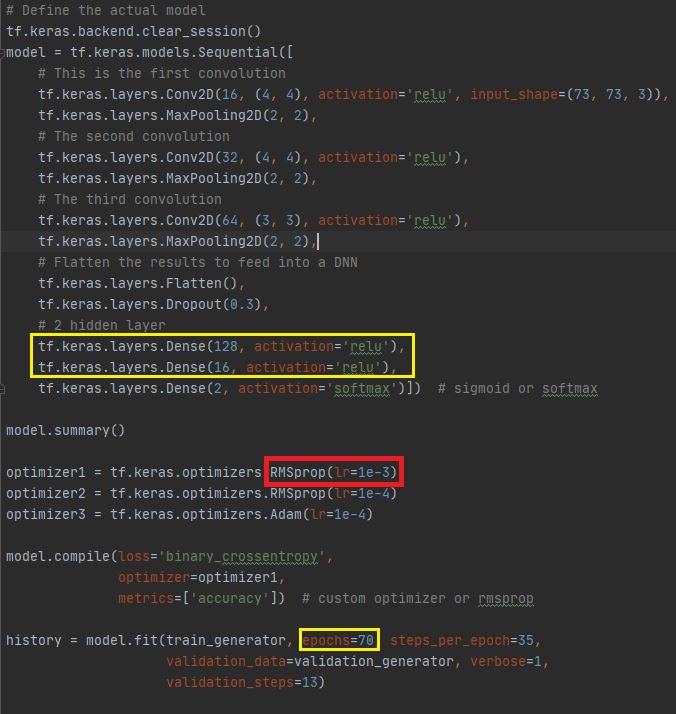 # Define the actual model
tf.keras.backend.clear_session()
model = tf.keras.models.Sequential([
    # This is the first convolution
    tf.keras.layers.Conv2D(16, (4, 4), activation='relu', input_shape=(73, 73, 3)),
    tf.keras.layers.MaxPooling2D(2, 2),
    # The second convolution
    tf.keras.layers.Conv2D(32, (4, 4), activation='relu'),
    tf.keras.layers.MaxPooling2D(2, 2),
    # The third convolution
    tf.keras.layers.Conv2D(64, (3, 3), activation='relu'),
    tf.keras.layers.MaxPooling2D(2, 2),
    # Flatten the results to feed into a DNN
    tf.keras.layers.Flatten(),
    tf.keras.layers.Dropout(0.3),
    # 2 hidden layer
    tf.keras.layers.Dense(128, activation='relu'),
    tf.keras.layers.Dense(16, activation='relu'),
    tf.keras.layers.Dense(2, activation='softmax')])  # sigmoid or softmax
model.summary()
optimizer1 = tf.keras.optimizers.RMSprop(lr=1e-3)
optimizer2 = tf.keras.optimizers.RMSprop(lr=1e-4)
optimizer3 = tf.keras.optimizers.Adam(lr=1e-4)
model.compile(loss='binary_crossentropy',
              optimizer=optimizer1,
              metrics=['accuracy'])  # custom optimizer or rmsprop
history = model.fit(train_generator, epochs=70, steps_per_epoch=35,
                    validation_data=validation_generator, verbose=1,
                    validation_steps=13)